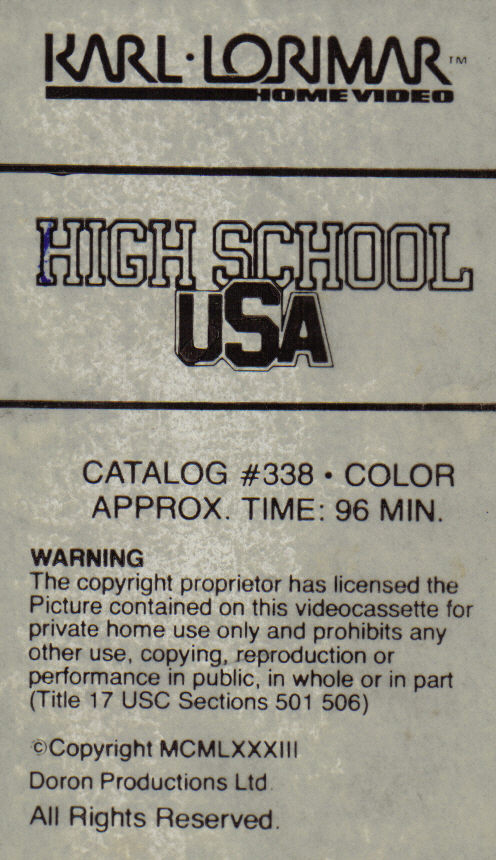 KARL·LORIMAR™
HOME VIDEO
HIGH SCHOOL
USA
CATALOG #338 • COLOR
APPROX. TIME: 96 MIN.
WARNING
The copyright proprietor has licensed the
Picture contained on this videocassette for
private home use only and prohibits any
other use, copying, reproduction or
performance in public, in whole or in part
(Title 17 USC Sections 501 506)
©Copyright MCMLXXXIII
Doron Productions Ltd.
All Rights Reserved.